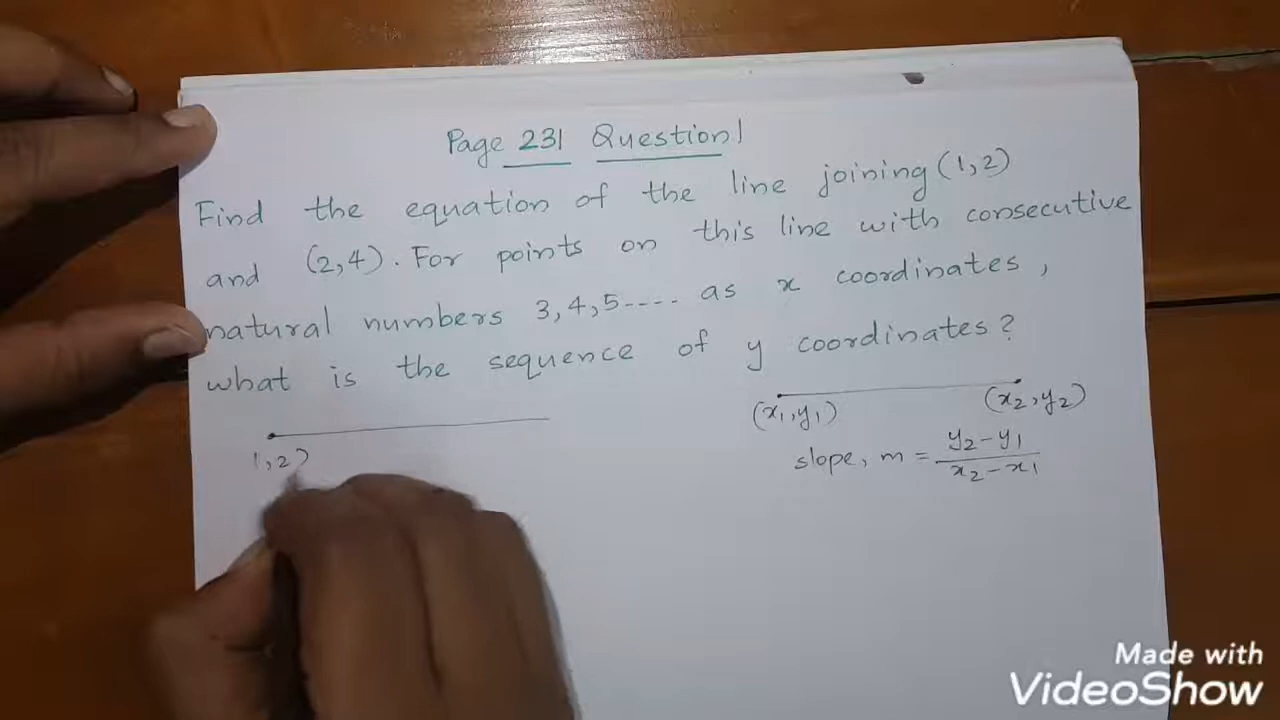 Page 231 Question 1
Find the equation of the line joining (1,2)
and (2,4). For points on this line with consecutive
natural numbers 3,4,5---- as x coordinates,
what is the sequence of y coordinates?
(x₁,y₁) (x₂,y₂)
1,2)
slope, m = y₂-y₁
x₂-x₁
Made with
VideoShow